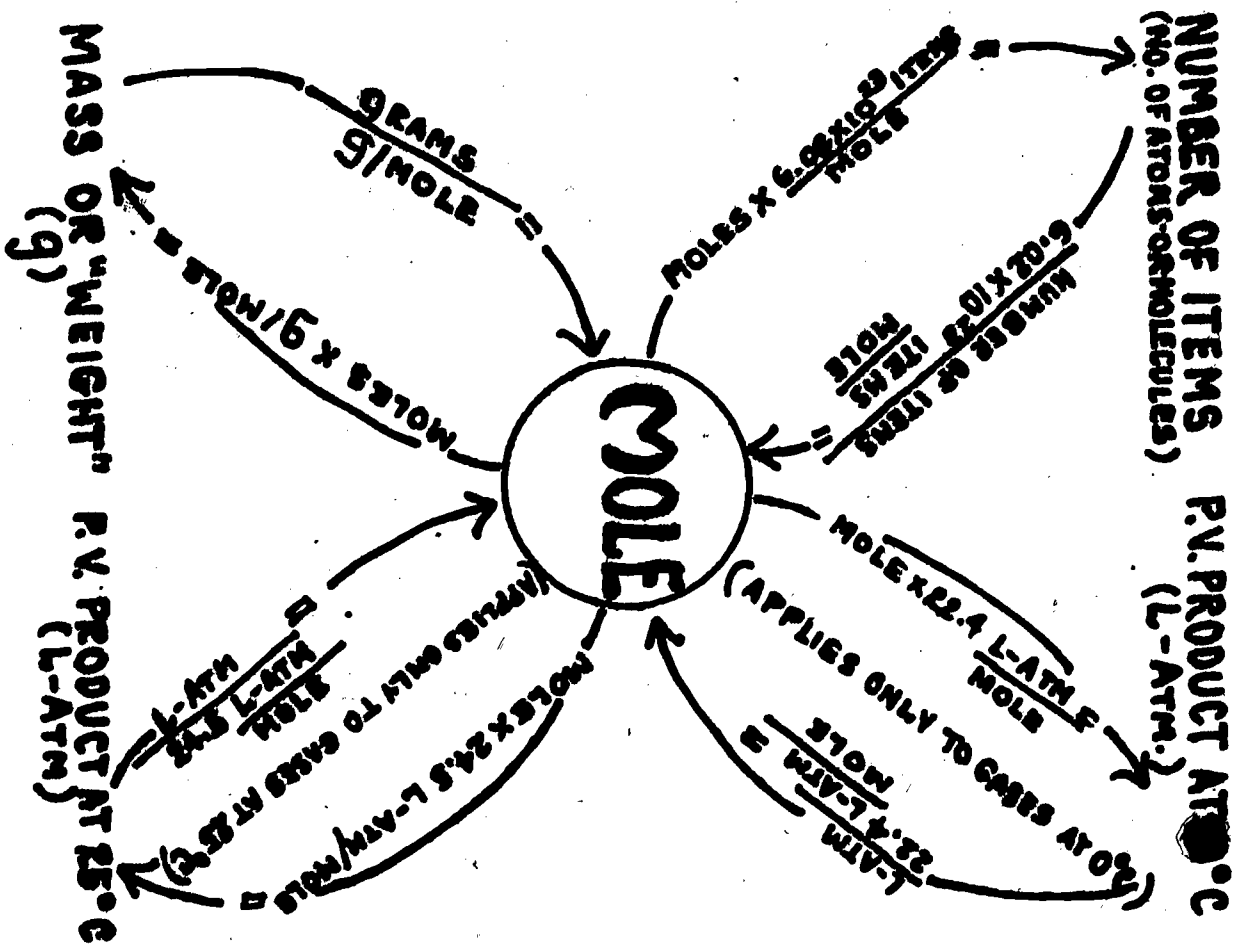 NUMBER OF ITEMS
(NO. OF ATOMS-OR MOLECULES)
P.V. PRODUCT AT °C
(L-ATM.)
MOLES X 6.02X10²³ ITEMS
MOLE
=
NUMBER OF ITEMS
6.02 X 10²³ ITEMS
MOLE
=
MOLE X 22.4 L-ATM
MOLE
=
(APPLIES ONLY TO GASES AT 0°C)
L-ATM
22.4 L-ATM
MOLE
=
MOLE
GRAMS
g/MOLE
=
MOLES X g/MOLE =
L-ATM
24.5 L-ATM
MOLE
=
(APPLIES ONLY TO GASES AT 25°C)
MOLE X 24.5 L-ATM/MOLE =
MASS OR "WEIGHT"
(g)
P.V. PRODUCT AT 25°C
(L-ATM)